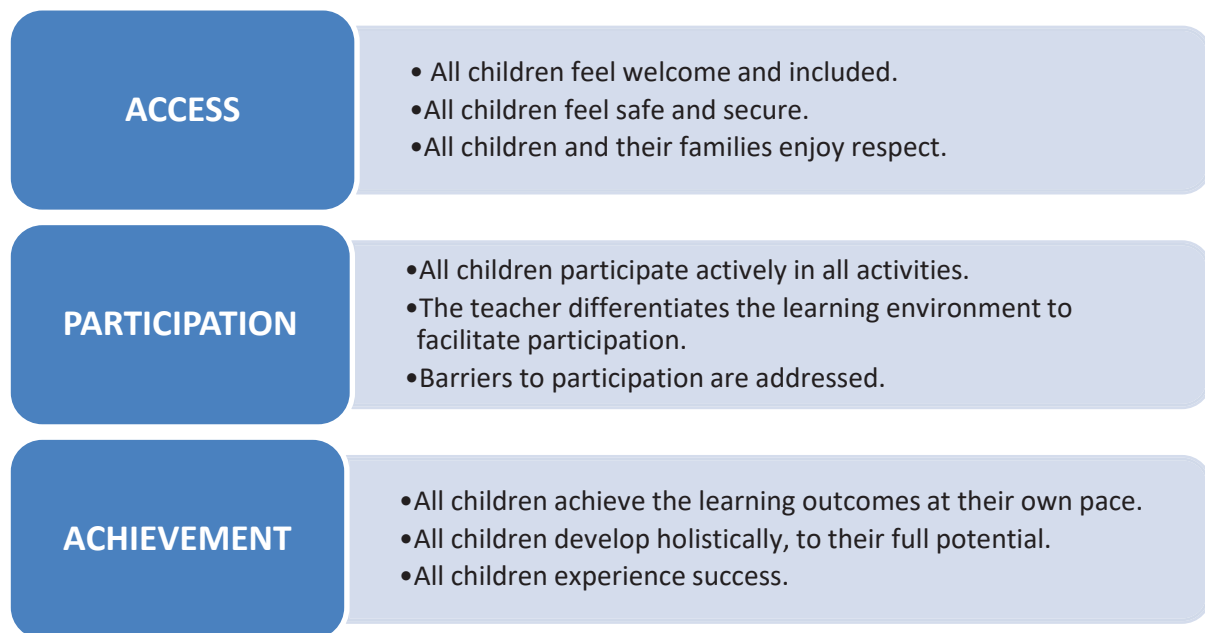 ACCESS
• All children feel welcome and included.
•All children feel safe and secure.
•All children and their families enjoy respect.
PARTICIPATION
•All children participate actively in all activities.
•The teacher differentiates the learning environment to
facilitate participation.
•Barriers to participation are addressed.
ACHIEVEMENT
•All children achieve the learning outcomes at their own pace.
•All children develop holistically, to their full potential.
•All children experience success.